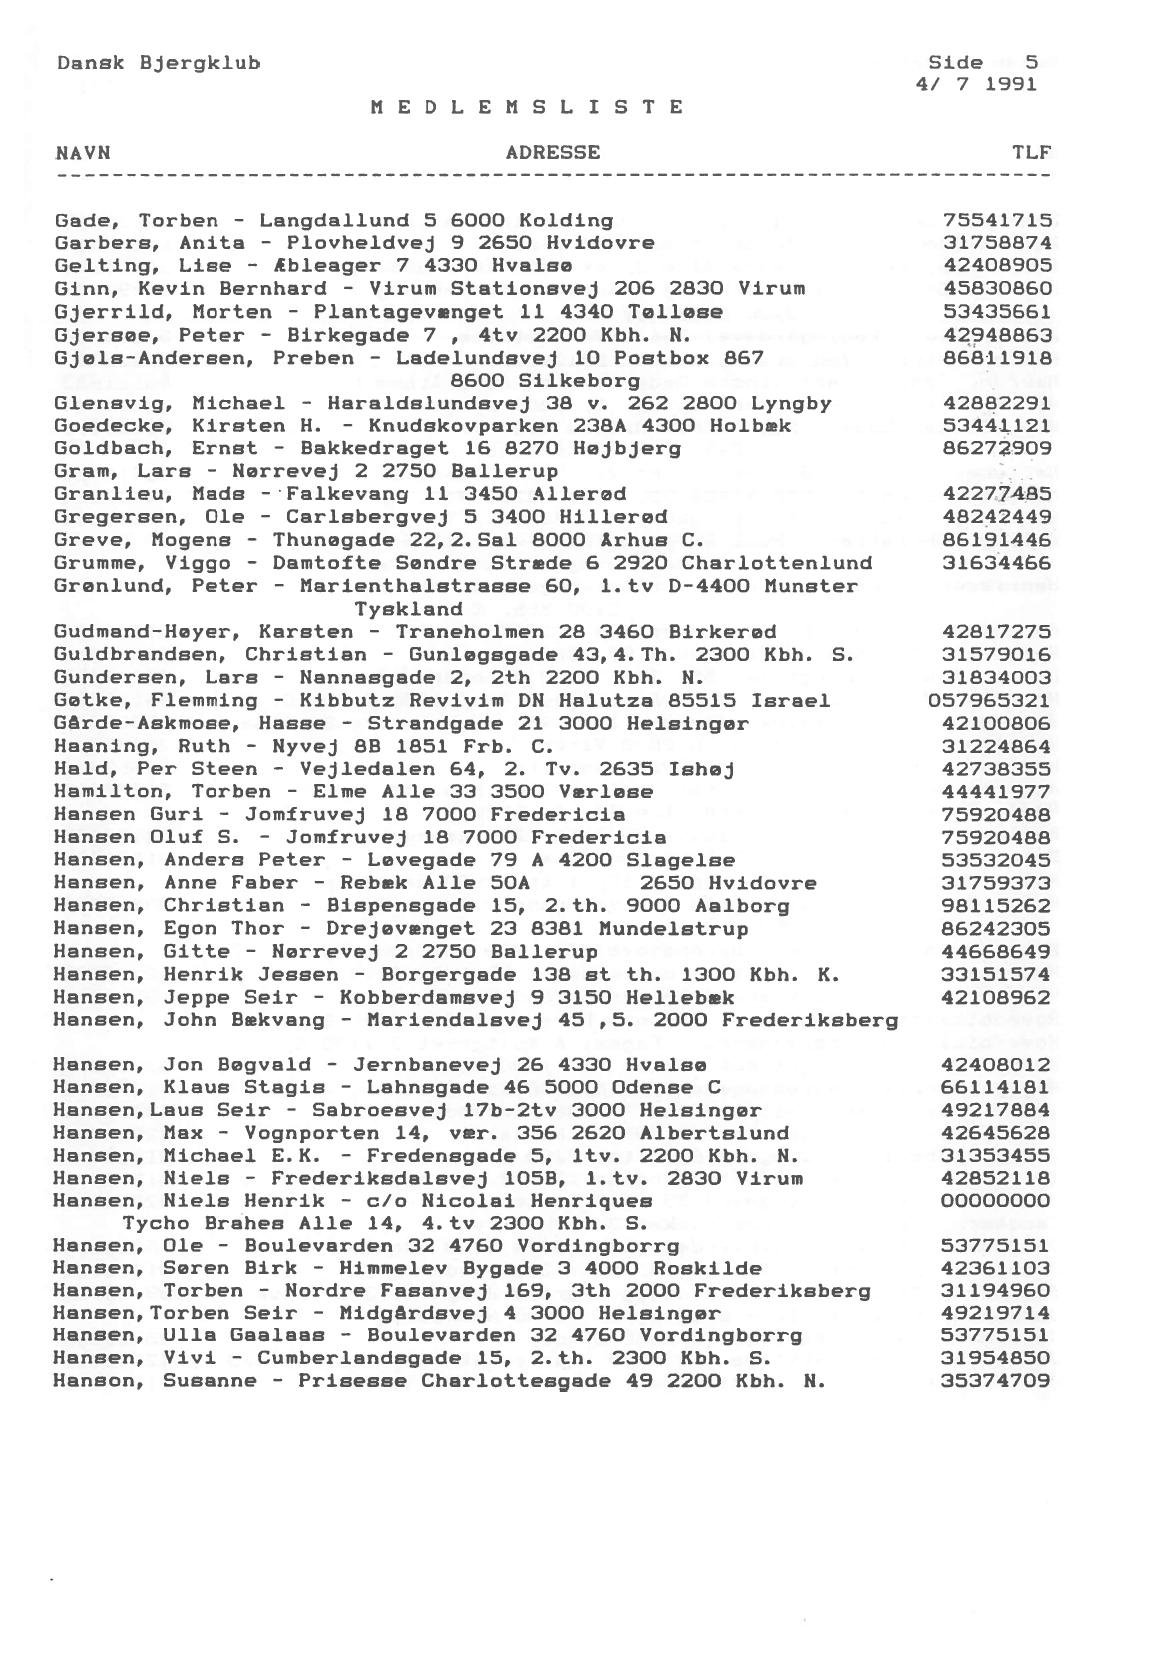 Dansk Bjergklub Side 5
4/ 7 1991
M E D L E M S L I S T E
NAVN ADRESSE TLF
-------------------------------------------------------------------------
Gade, Torben - Langdallund 5 6000 Kolding 75541715
Garbers, Anita - Plovheldvej 9 2650 Hvidovre 31758874
Gelting, Lise - Æbleager 7 4330 Hvalsø 42408905
Ginn, Kevin Bernhard - Virum Stationsvej 206 2830 Virum 45830860
Gjerrild, Morten - Plantagevænget 11 4340 Tølløse 53435661
Gjersøe, Peter - Birkegade 7 , 4tv 2200 Kbh. N. 42948863
Gjøls-Andersen, Preben - Ladelundsvej 10 Postbox 867 86811918
8600 Silkeborg
Glensvig, Michael - Haraldslundsvej 38 v. 262 2800 Lyngby 42882291
Goedecke, Kirsten H. - Knudskovparken 238A 4300 Holbæk 53441121
Goldbach, Ernst - Bakkedraget 16 8270 Højbjerg 86272909
Gram, Lars - Nørrevej 2 2750 Ballerup
Granlieu, Mads - Falkevang 11 3450 Allerød 42277485
Gregersen, Ole - Carlsbergvej 5 3400 Hillerød 48242449
Greve, Mogens - Thunøgade 22,2.Sal 8000 Arhus C. 86191446
Grumme, Viggo - Damtofte Søndre Stræde 6 2920 Charlottenlund 31634466
Grønlund, Peter - Marienthalstrasse 60, 1.tv D-4400 Munster
Tyskland
Gudmand-Høyer, Karsten - Traneholmen 28 3460 Birkerød 42817275
Guldbrandsen, Christian - Gunløgsgade 43,4.Th. 2300 Kbh. S. 31579016
Gundersen, Lars - Nannasgade 2, 2th 2200 Kbh. N. 31834003
Gøtke, Flemming - Kibbutz Revivim DN Halutza 85515 Israel 057965321
Gårde-Askmose, Hasse - Strandgade 21 3000 Helsingør 42100806
Haaning, Ruth - Nyvej 8B 1851 Frb. C. 31224864
Hald, Per Steen - Vejledalen 64, 2. Tv. 2635 Ishøj 42738355
Hamilton, Torben - Elme Alle 33 3500 Værløse 44441977
Hansen Guri - Jomfruvej 18 7000 Fredericia 75920488
Hansen Oluf S. - Jomfruvej 18 7000 Fredericia 75920488
Hansen, Anders Peter - Løvegade 79 A 4200 Slagelse 53532045
Hansen, Anne Faber - Rebæk Alle 50A 2650 Hvidovre 31759373
Hansen, Christian - Bispensgade 15, 2.th. 9000 Aalborg 98115262
Hansen, Egon Thor - Drejøvænget 23 8381 Mundelstrup 86242305
Hansen, Gitte - Nørrevej 2 2750 Ballerup 44668649
Hansen, Henrik Jessen - Borgergade 138 st th. 1300 Kbh. K. 33151574
Hansen, Jeppe Seir - Kobberdamsvej 9 3150 Hellebæk 42108962
Hansen, John Bækvang - Mariendalsvej 45 ,5. 2000 Frederiksberg
Hansen, Jon Bøgvald - Jernbanevej 26 4330 Hvalsø 42408012
Hansen, Klaus Stagis - Lahnsgade 46 5000 Odense C 66114181
Hansen,Laus Seir - Sabroesvej 17b-2tv 3000 Helsingør 49217884
Hansen, Max - Vognporten 14, vær. 356 2620 Albertslund 42645628
Hansen, Michael E.K. - Fredensgade 5, 1tv. 2200 Kbh. N. 31353455
Hansen, Niels - Frederiksdalsvej 105B, 1.tv. 2830 Virum 42852118
Hansen, Niels Henrik - c/o Nicolai Henriques 00000000
Tycho Brahes Alle 14, 4.tv 2300 Kbh. S.
Hansen, Ole - Boulevarden 32 4760 Vordingborrg 53775151
Hansen, Søren Birk - Himmelev Bygade 3 4000 Roskilde 42361103
Hansen, Torben - Nordre Fasanvej 169, 3th 2000 Frederiksberg 31194960
Hansen,Torben Seir - Midgårdsvej 4 3000 Helsingør 49219714
Hansen, Ulla Gaalaas - Boulevarden 32 4760 Vordingborrg 53775151
Hansen, Vivi - Cumberlandsgade 15, 2.th. 2300 Kbh. S. 31954850
Hanson, Susanne - Prisesse Charlottesgade 49 2200 Kbh. N. 35374709